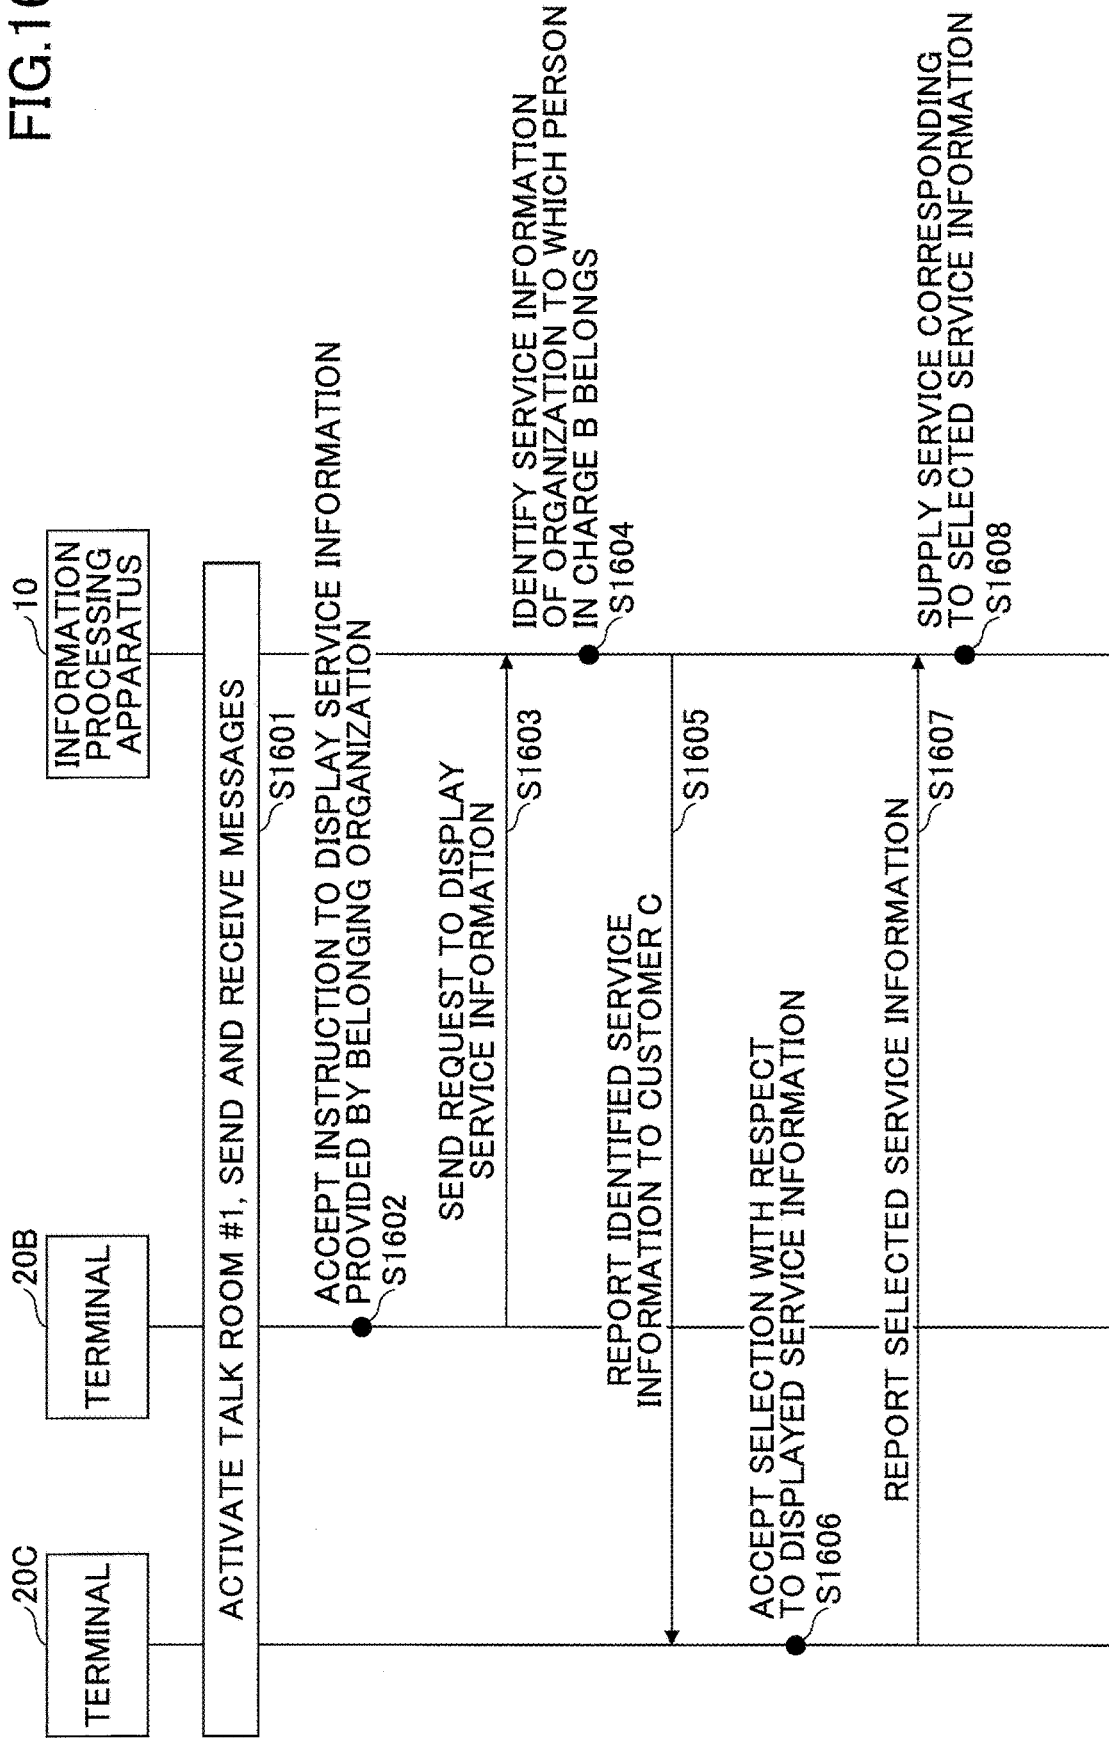 FIG.16
20C
TERMINAL
20B
TERMINAL
10
INFORMATION
PROCESSING
APPARATUS
ACTIVATE TALK ROOM #1, SEND AND RECEIVE MESSAGES
S1601
ACCEPT INSTRUCTION TO DISPLAY SERVICE INFORMATION
PROVIDED BY BELONGING ORGANIZATION
S1602
SEND REQUEST TO DISPLAY
SERVICE INFORMATION
S1603
IDENTIFY SERVICE INFORMATION
OF ORGANIZATION TO WHICH PERSON
IN CHARGE B BELONGS
S1604
REPORT IDENTIFIED SERVICE
INFORMATION TO CUSTOMER C
S1605
ACCEPT SELECTION WITH RESPECT
TO DISPLAYED SERVICE INFORMATION
S1606
REPORT SELECTED SERVICE INFORMATION
S1607
SUPPLY SERVICE CORRESPONDING
TO SELECTED SERVICE INFORMATION
S1608